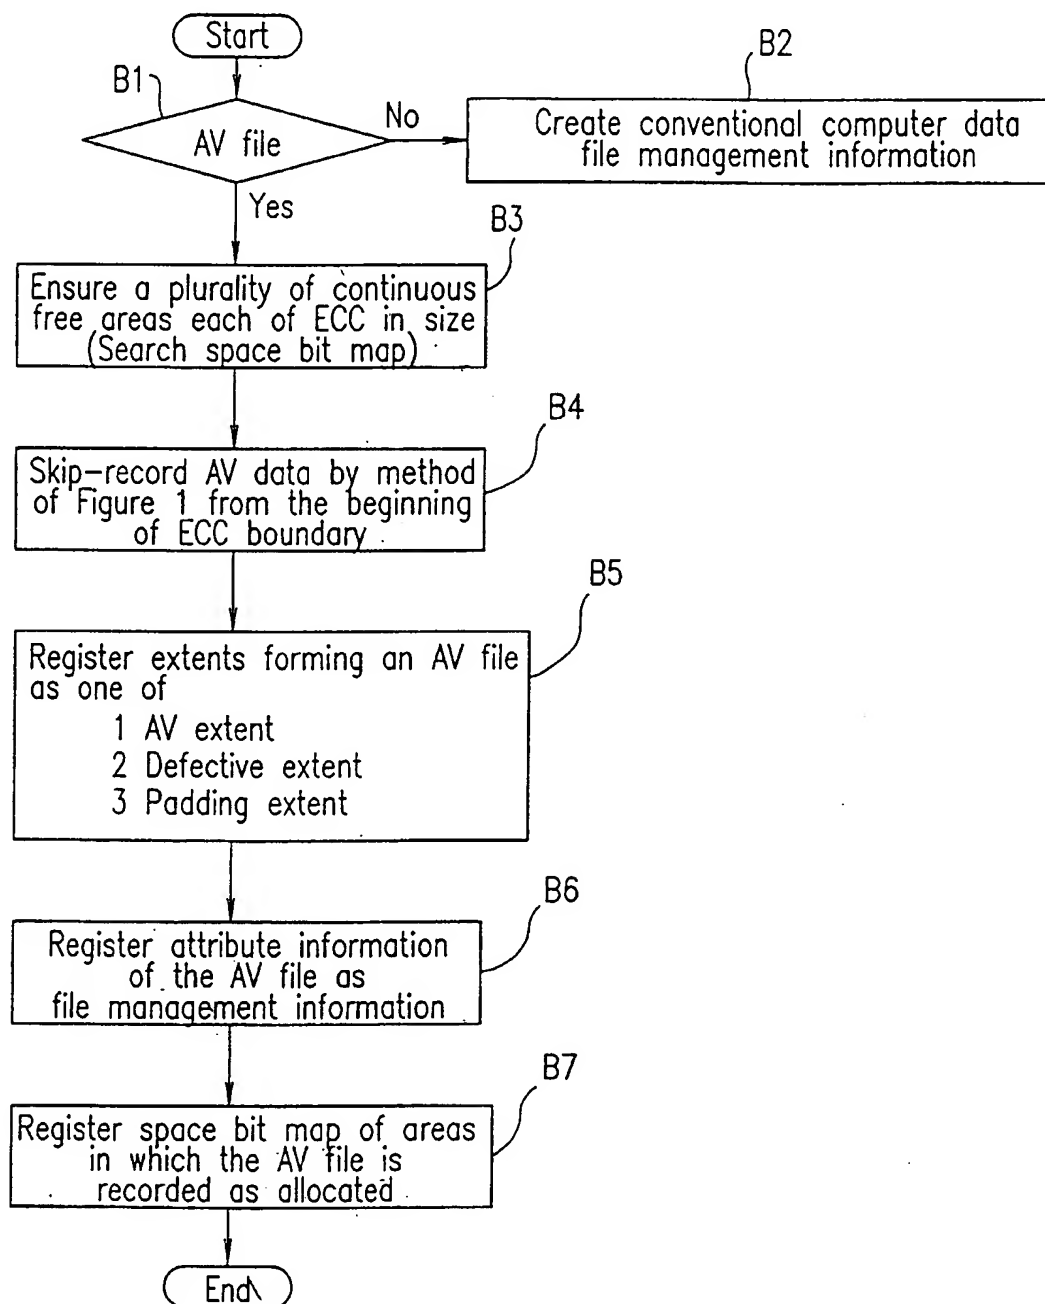 Start
B1
AV file
No
B2
Create conventional computer data
file management information
Yes
B3
Ensure a plurality of continuous
free areas each of ECC in size
(Search space bit map)
B4
Skip-record AV data by method
of Figure 1 from the beginning
of ECC boundary
B5
Register extents forming an AV file
as one of
1 AV extent
2 Defective extent
3 Padding extent
B6
Register attribute information
of the AV file as
file management information
B7
Register space bit map of areas
in which the AV file is
recorded as allocated
End